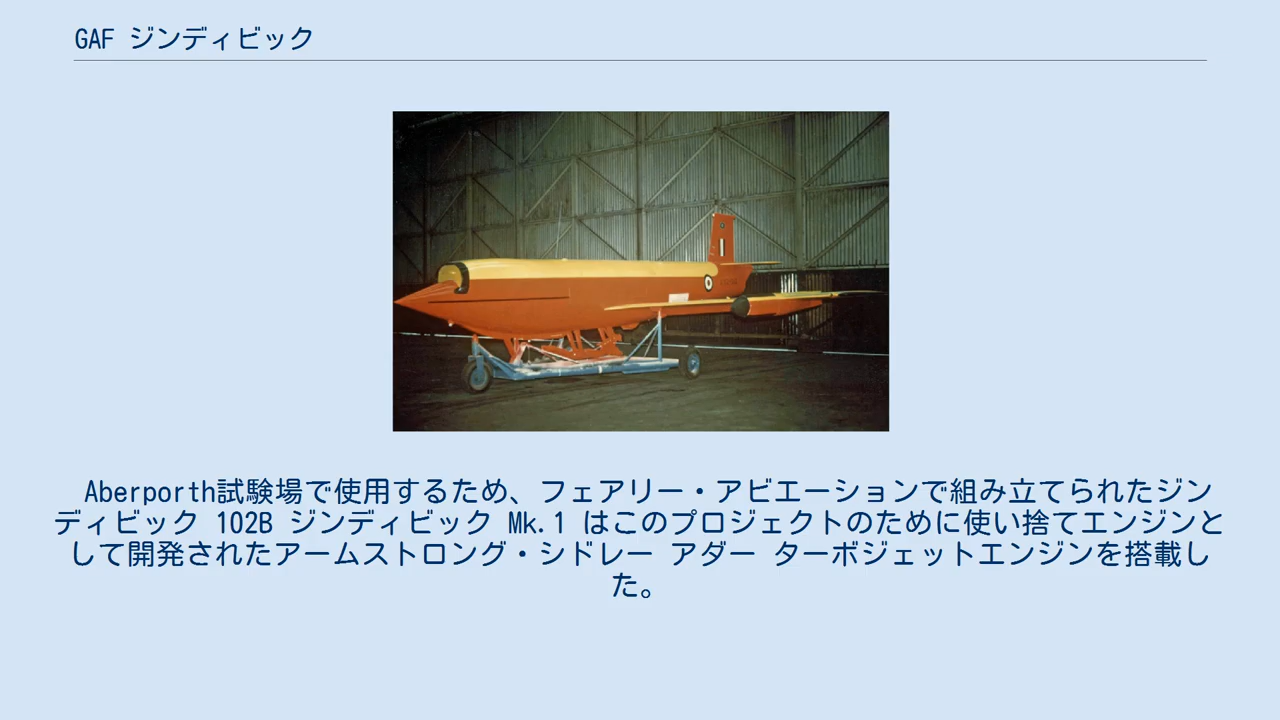 GAF ジンディビック
Aberporth試験場で使用するため、フェアリー・アビエーションで組み立てられたジン
ディビック 102B ジンディビック Mk.1 はこのプロジェクトのために使い捨てエンジンと
して開発されたアームストロング・シドレー アダー ターボジェットエンジンを搭載し
た。